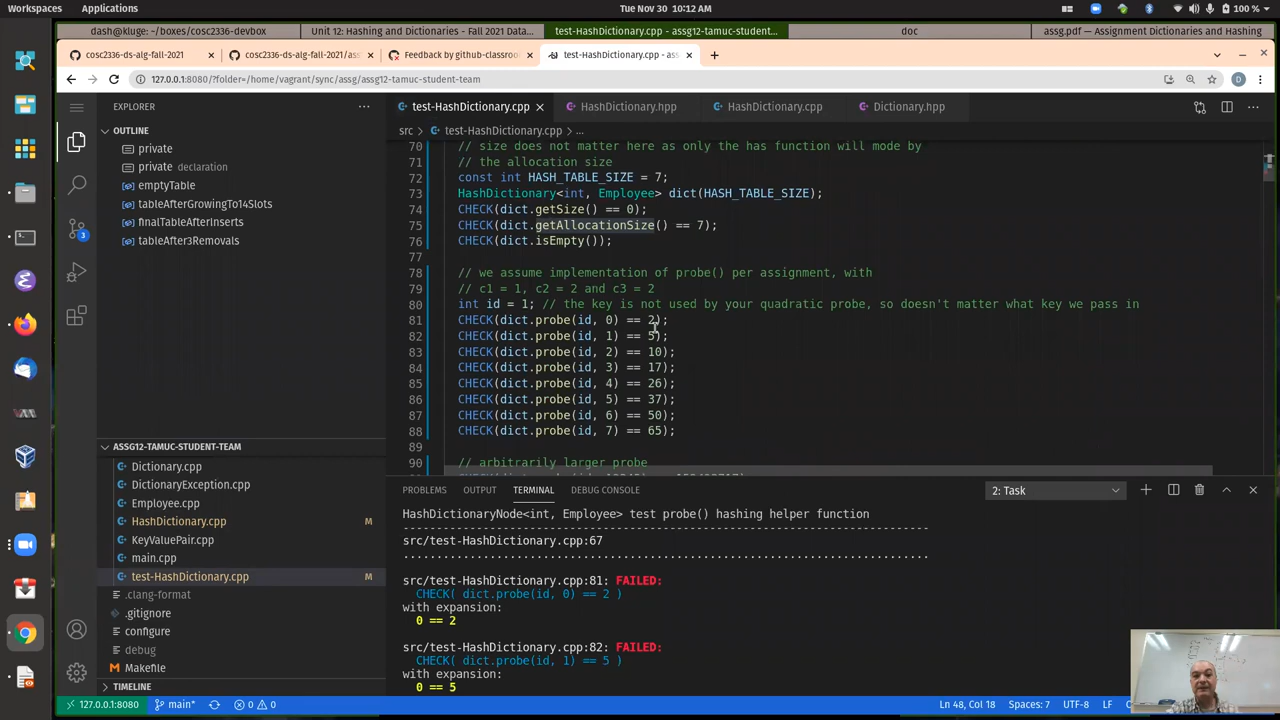 Workspaces Applications Tue Nov 30 10:12 AM 100 %
dash@kluge: ~/boxes/cosc2336-devbox Unit 12: Hashing and Dictionaries - Fall 2021 Data... test-HashDictionary.cpp - assg12-tamuc-student... doc assg.pdf — Assignment Dictionaries and Hashing
cosc2336-ds-alg-fall-2021 cosc2336-ds-alg-fall-2021/ass Feedback by github-classroo test-HashDictionary.cpp - ass
127.0.0.1:8080/?folder=/home/vagrant/sync/assg/assg12-tamuc-student-team D
EXPLORER
OUTLINE
private
private declaration
emptyTable
tableAfterGrowingTo14Slots
finalTableAfterInserts
tableAfter3Removals
ASSG12-TAMUC-STUDENT-TEAM
Dictionary.cpp
DictionaryException.cpp
Employee.cpp
HashDictionary.cpp M
KeyValuePair.cpp
main.cpp
test-HashDictionary.cpp M
.clang-format
.gitignore
configure
debug
Makefile
TIMELINE
test-HashDictionary.cpp HashDictionary.hpp HashDictionary.cpp Dictionary.hpp
src > test-HashDictionary.cpp > ...
70 // size does not matter here as only the has function will mode by
71 // the allocation size
72 const int HASH_TABLE_SIZE = 7;
73 HashDictionary<int, Employee> dict(HASH_TABLE_SIZE);
74 CHECK(dict.getSize() == 0);
75 CHECK(dict.getAllocationSize() == 7);
76 CHECK(dict.isEmpty());
77
78 // we assume implementation of probe() per assignment, with
79 // c1 = 1, c2 = 2 and c3 = 2
80 int id = 1; // the key is not used by your quadratic probe, so doesn't matter what key we pass in
81 CHECK(dict.probe(id, 0) == 2);
82 CHECK(dict.probe(id, 1) == 5);
83 CHECK(dict.probe(id, 2) == 10);
84 CHECK(dict.probe(id, 3) == 17);
85 CHECK(dict.probe(id, 4) == 26);
86 CHECK(dict.probe(id, 5) == 37);
87 CHECK(dict.probe(id, 6) == 50);
88 CHECK(dict.probe(id, 7) == 65);
89
90 // arbitrarily larger probe
PROBLEMS OUTPUT TERMINAL DEBUG CONSOLE 2: Task
HashDictionaryNode<int, Employee> test probe() hashing helper function
-------------------------------------------------------------------------------
src/test-HashDictionary.cpp:67
...............................................................................
src/test-HashDictionary.cpp:81: FAILED:
CHECK( dict.probe(id, 0) == 2 )
with expansion:
0 == 2
src/test-HashDictionary.cpp:82: FAILED:
CHECK( dict.probe(id, 1) == 5 )
with expansion:
0 == 5
127.0.0.1:8080 main* 0 0 Ln 48, Col 18 Spaces: 7 UTF-8